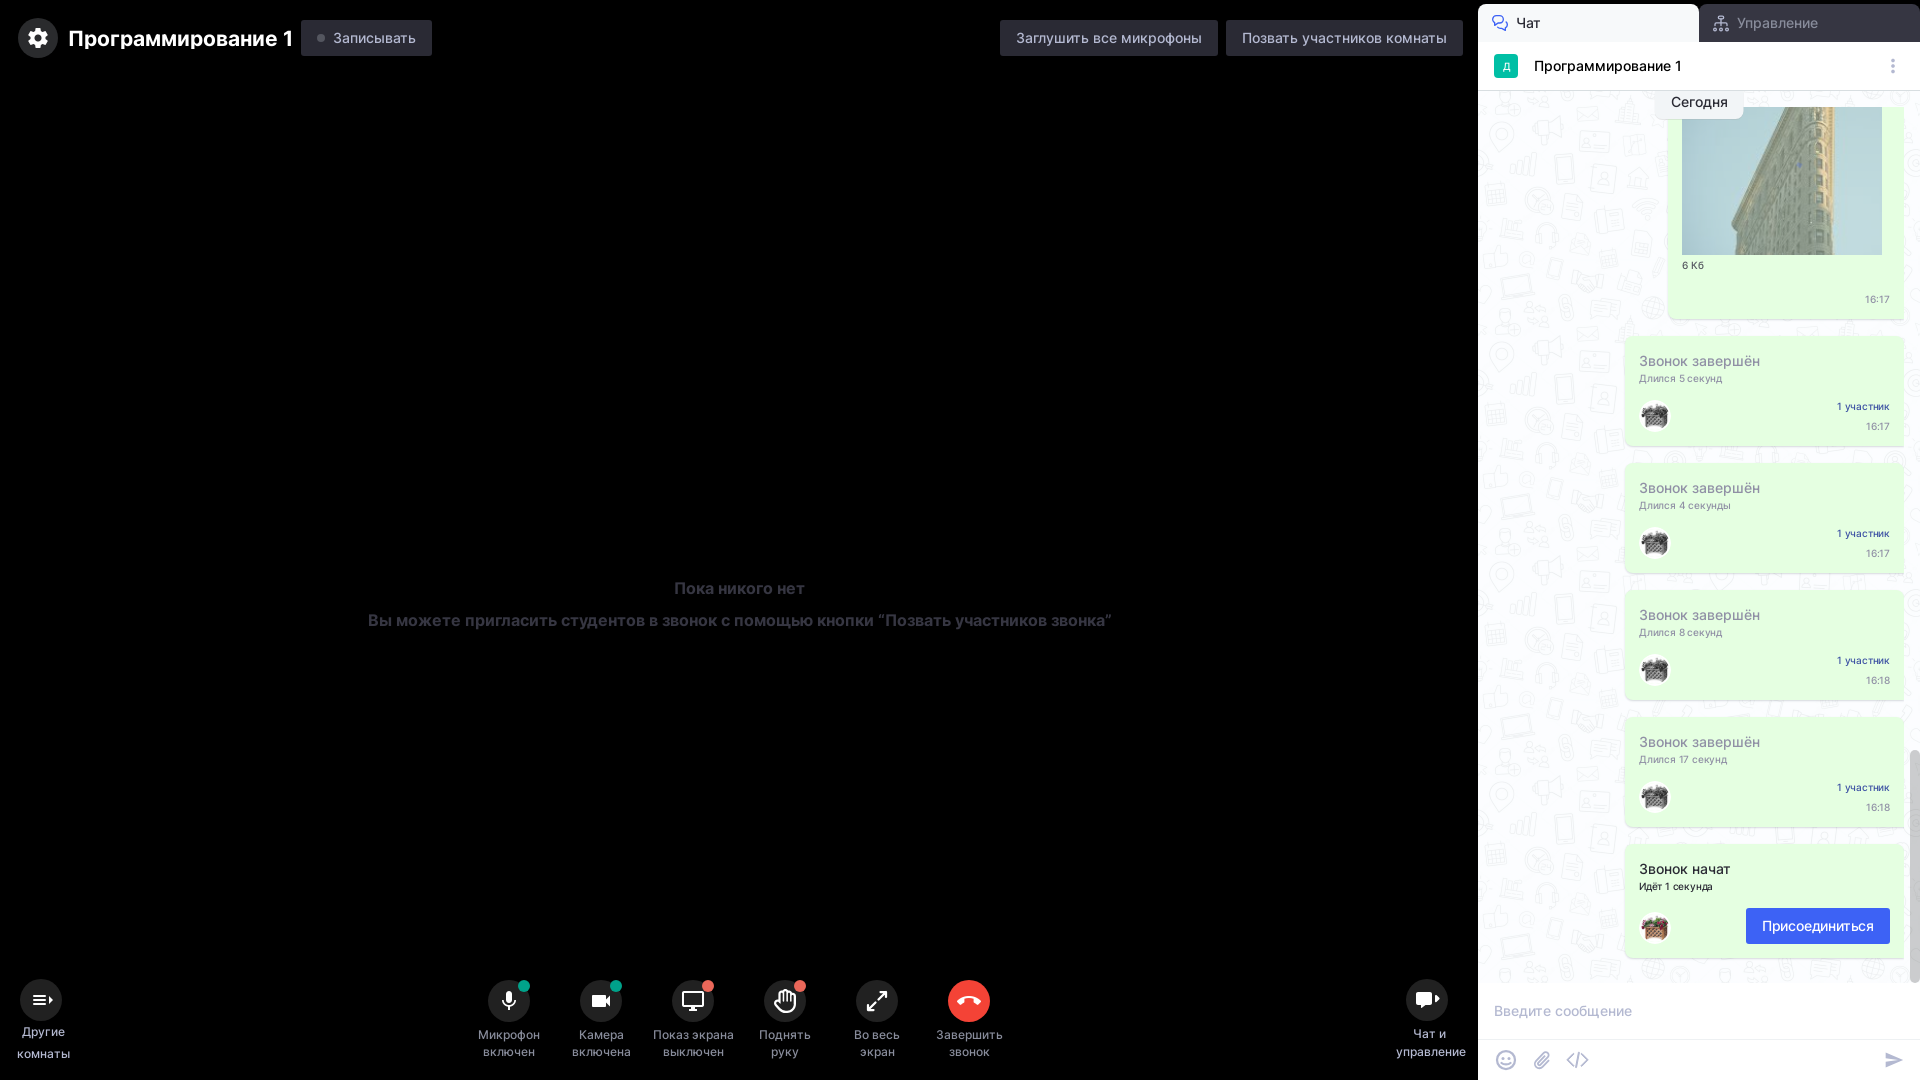 Программирование 1
Записывать
Заглушить все микрофоны
Позвать участников комнаты
Пока никого нет
Вы можете пригласить студентов в звонок с помощью кнопки “Позвать участников звонка”
Другие
комнаты
Микрофон
включен
Камера
включена
Показ экрана
выключен
Поднять
руку
Во весь
экран
Завершить
звонок
Чат и
управление
Чат
Управление
Д
Программирование 1
Сегодня
6 Кб
16:17
Звонок завершён
Длился 5 секунд
1 участник
16:17
Звонок завершён
Длился 4 секунды
1 участник
16:17
Звонок завершён
Длился 8 секунд
1 участник
16:18
Звонок завершён
Длился 17 секунд
1 участник
16:18
Звонок начат
Идёт 1 секунда
Присоединиться
Введите сообщение